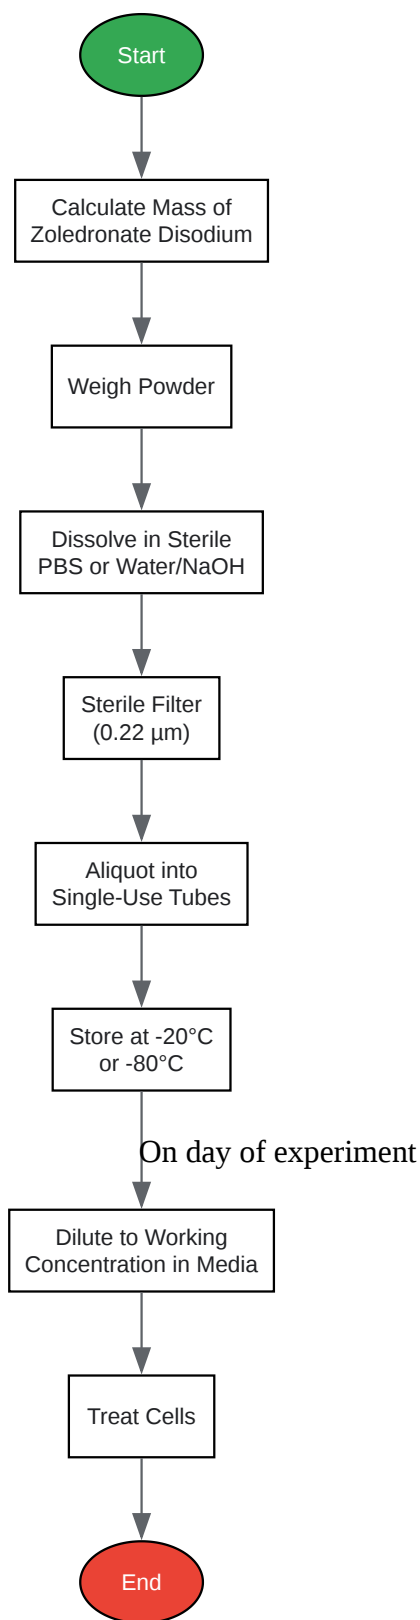 Start
Calculate Mass of
Zoledronate Disodium
Weigh Powder
Dissolve in Sterile
PBS or Water/NaOH
Sterile Filter
(0.22 µm)
Aliquot into
Single-Use Tubes
Store at -20°C
or -80°C
On day of experiment
Dilute to Working
Concentration in Media
Treat Cells
End